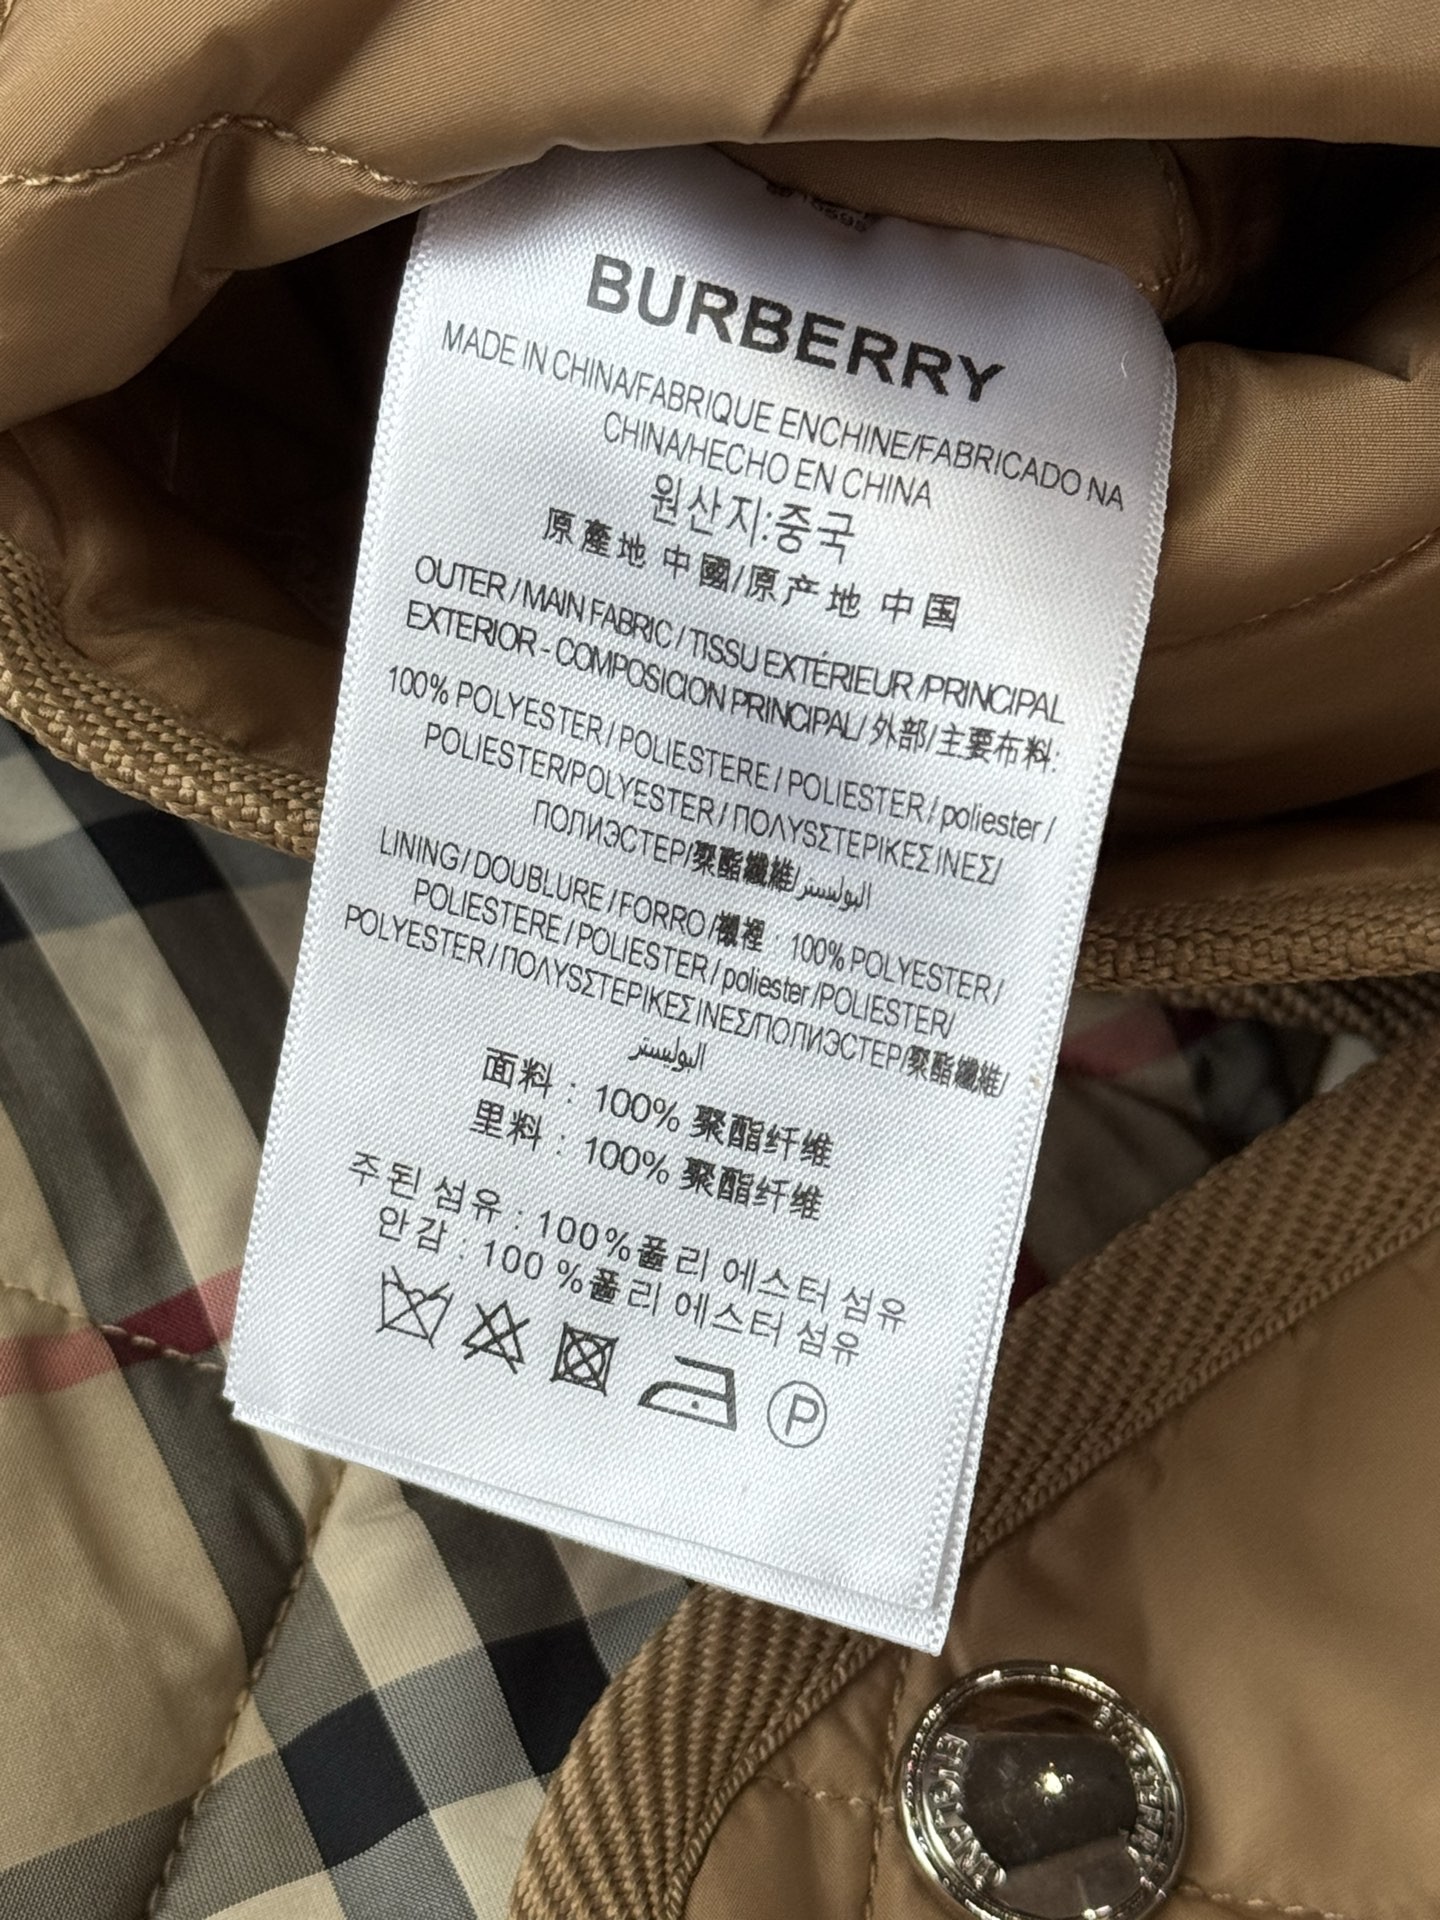 BURBERRY
MADE IN CHINA/FABRIQUE ENCHINE/FABRICADO NA
CHINA/HECHO EN CHINA
원산지:중국
原產地 中國/原产地 中国
OUTER / MAIN FABRIC / TISSU EXTÉRIEUR /PRINCIPAL
EXTERIOR - COMPOSICION PRINCIPAL/ 外部/主要布料:
100% POLYESTER / POLIESTERE / POLIESTER / poliester /
POLIESTER/POLYESTER / ΠΟΛYSΣΤΕΡΙΚΕΣ ΙΝΕΣ/
ПОЛИЭСТЕР/聚酯纖維/البوليستر
LINING / DOUBLURE / FORRO /襯裡 : 100% POLYESTER /
POLIESTERE / POLIESTER / poliester /POLIESTER/
POLYESTER / ΠΟΛYSΣΤΕΡΙΚΕΣ ΙΝΕΣ/ПОЛИЭСТЕР/聚酯纖維/
البوليستر
面料 : 100% 聚酯纤维
里料 : 100% 聚酯纤维
주된 섬유 : 100%폴리 에스터 섬유
안감 : 100 %폴리 에스터 섬유
P
BURBERRY